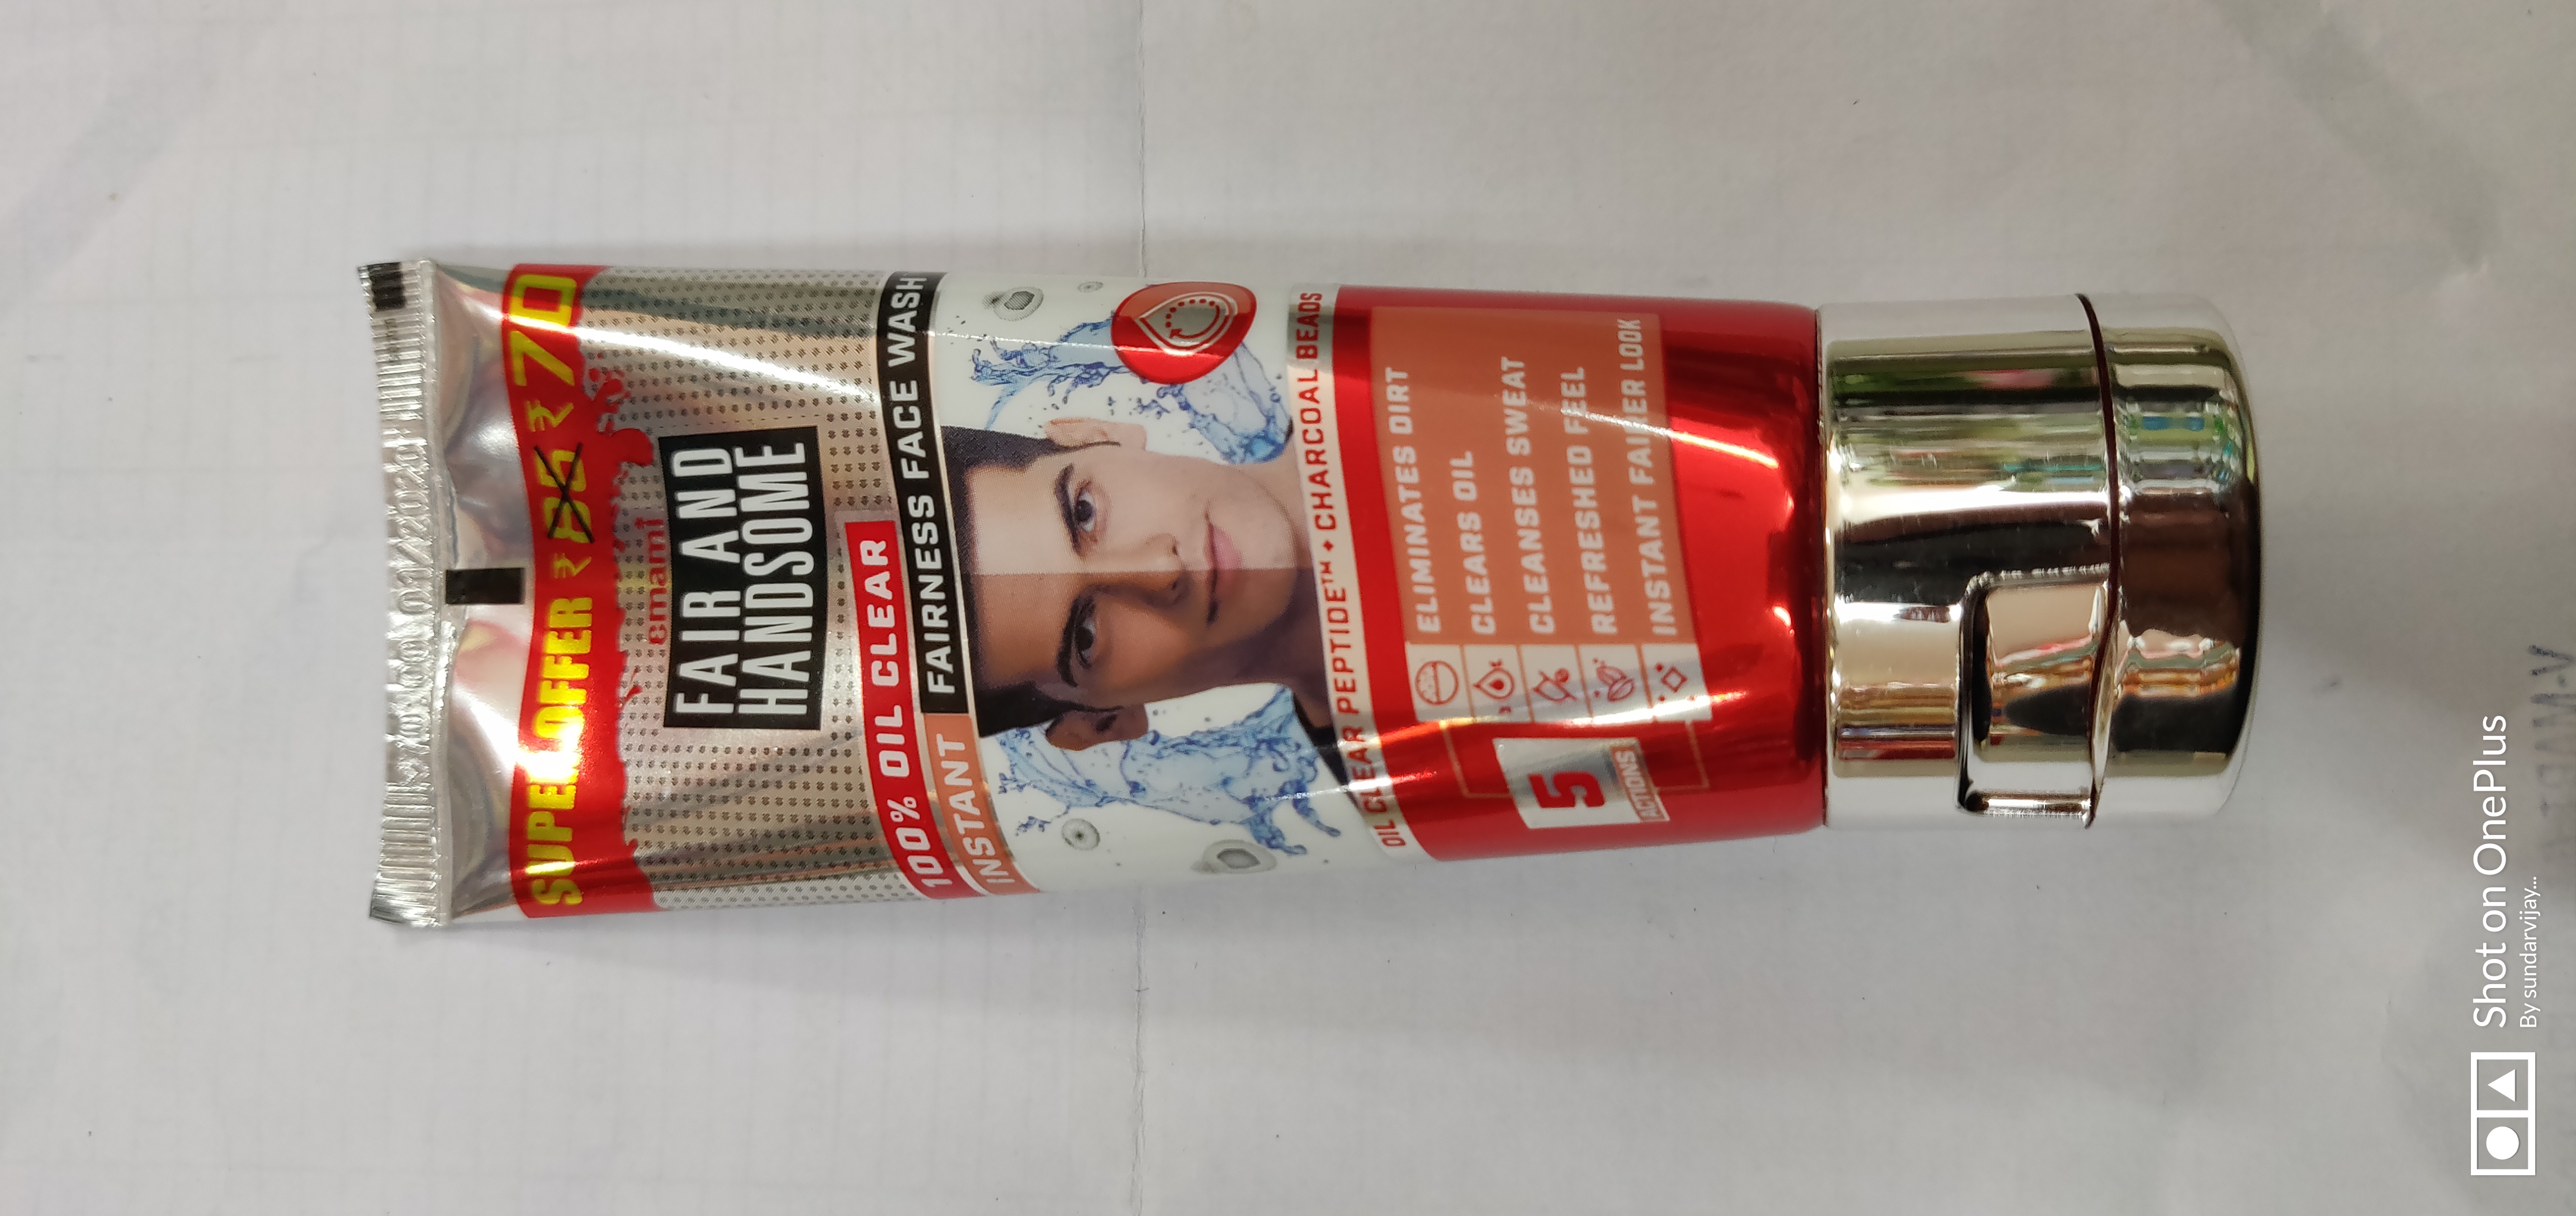 01/2020
SUPER OFFER ₹ 85 ₹ 70
emami
FAIR AND
HANDSOME
100% OIL CLEAR
INSTANT FAIRNESS FACE WASH
OIL CLEAR PEPTIDE™ + CHARCOAL BEADS
ELIMINATES DIRT
CLEARS OIL
CLEANSES SWEAT
REFRESHED FEEL
INSTANT FAIRER LOOK
5
ACTIONS
Shot on OnePlus
By sundarvijay...